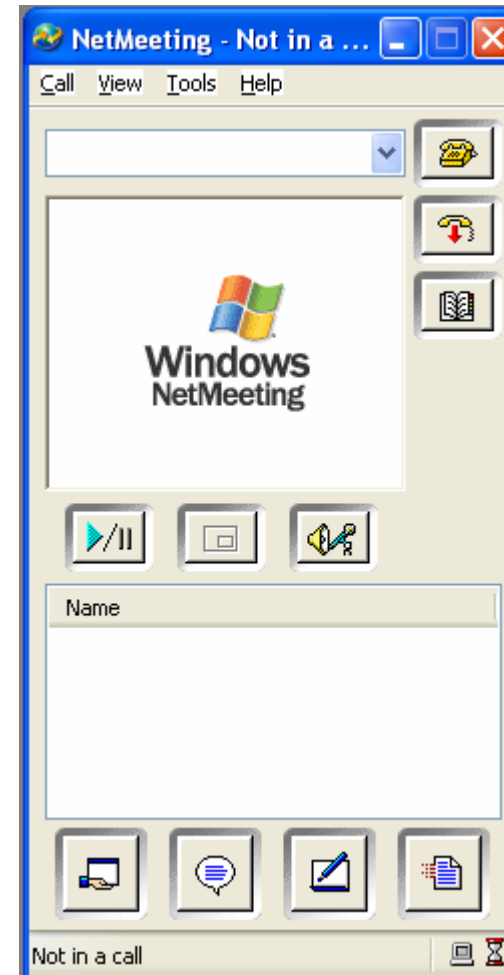 NetMeeting - Not in a ...
Call View Tools Help
Windows
NetMeeting
Name
Not in a call